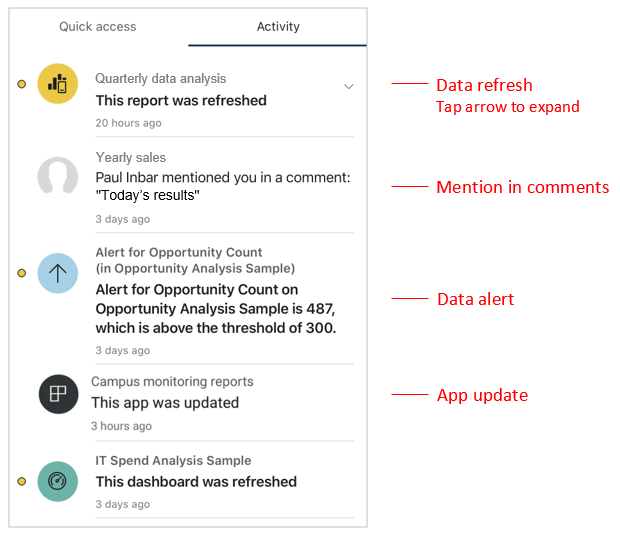 Quick access
Activity
Quarterly data analysis
This report was refreshed
20 hours ago
Data refresh
Tap arrow to expand
Yearly sales
Paul Inbar mentioned you in a comment:
"Today's results"
3 days ago
Mention in comments
Alert for Opportunity Count
(in Opportunity Analysis Sample)
Alert for Opportunity Count on
Opportunity Analysis Sample is 487,
which is above the threshold of 300.
3 days ago
Data alert
Campus monitoring reports
This app was updated
3 hours ago
App update
IT Spend Analysis Sample
This dashboard was refreshed
3 days ago